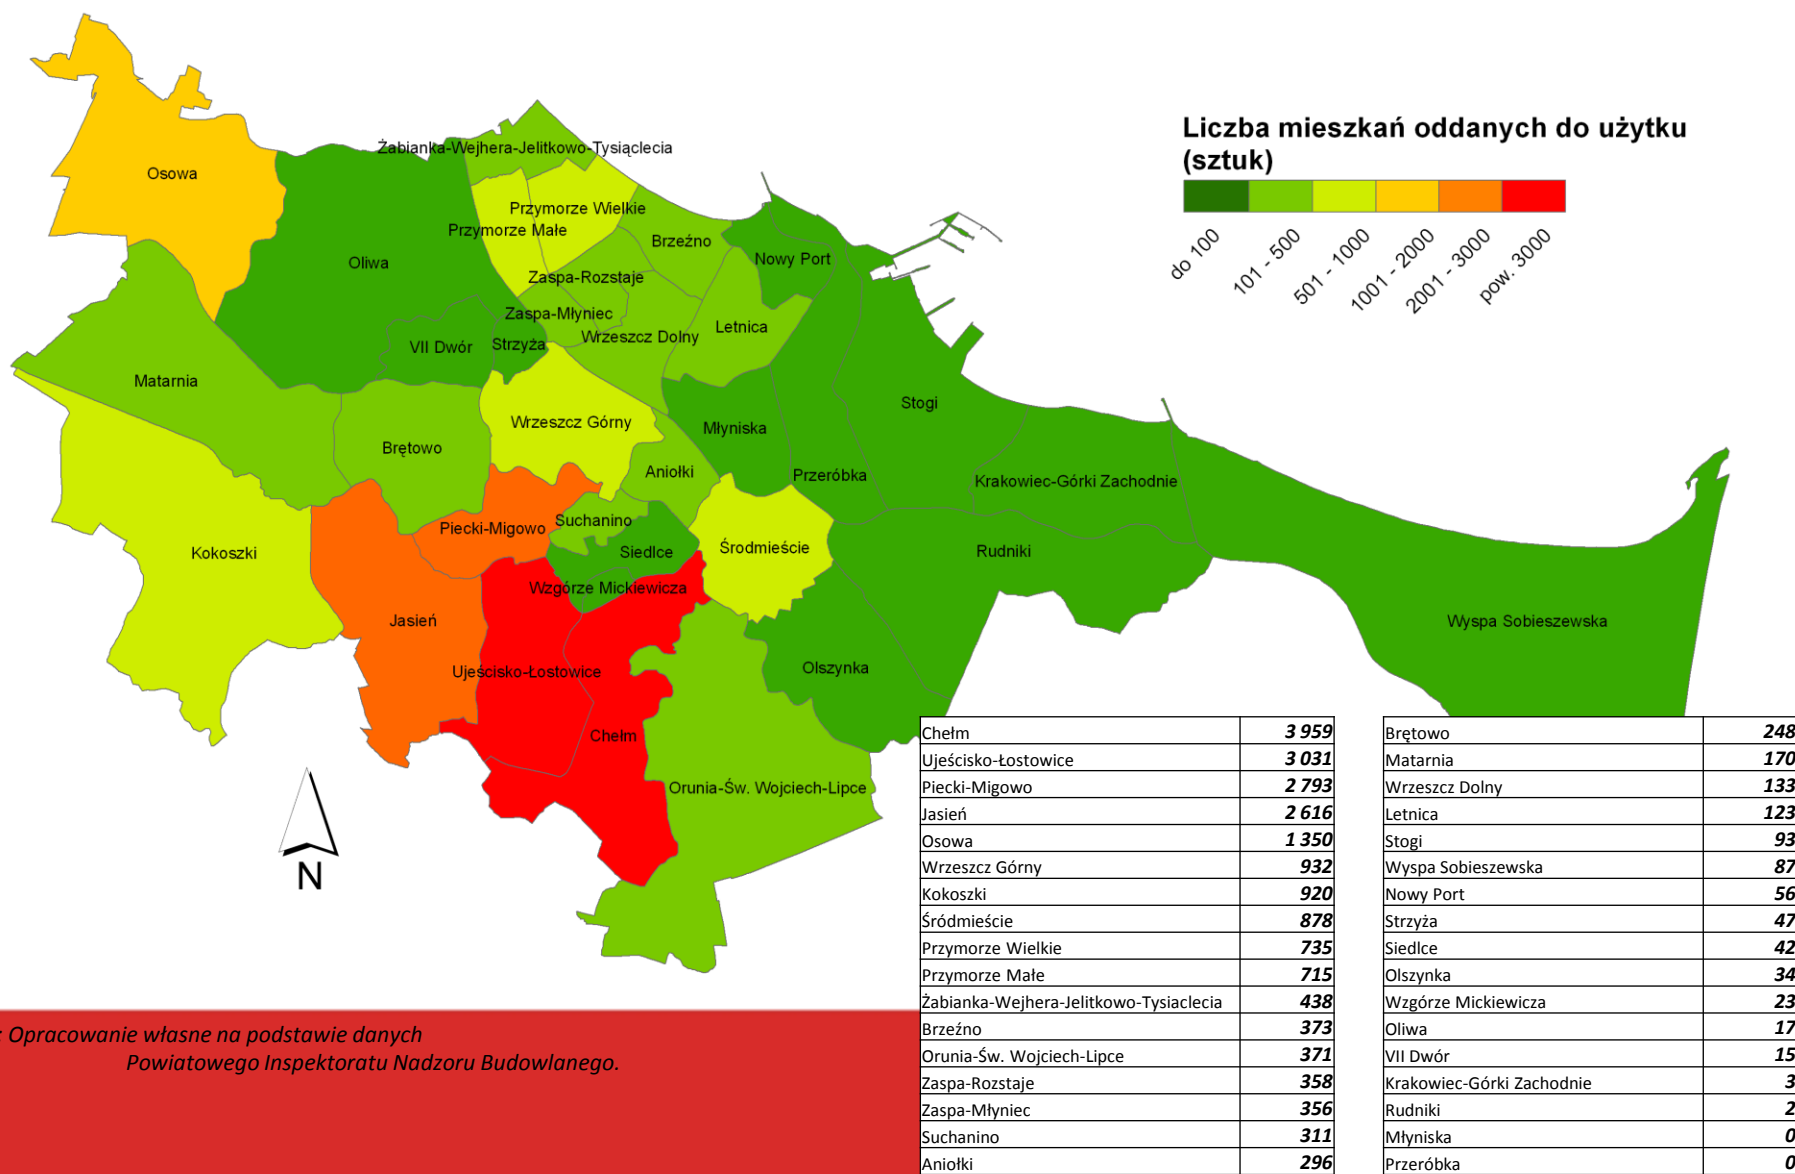 Liczba mieszkań oddanych do użytku
(sztuk)
do 100
101 - 500
501 - 1000
1001 - 2000
2001 - 3000
pow. 3000
Osowa
Żabianka-Wejhera-Jelitkowo-Tysiąclecia
Przymorze Wielkie
Przymorze Małe
Brzeźno
Nowy Port
Oliwa
Zaspa-Rozstaje
Zaspa-Młyniec
Letnica
Wrzeszcz Dolny
VII Dwór
Strzyża
Matarnia
Stogi
Wrzeszcz Górny
Młyniska
Brętowo
Aniołki
Przeróbka
Krakowiec-Górki Zachodnie
Suchanino
Piecki-Migowo
Kokoszki
Siedlce
Środmieście
Rudniki
Wzgórze Mickiewicza
Jasień
Wyspa Sobieszewska
Ujeścisko-Łostowice
Olszynka
Chełm
Orunia-Św. Wojciech-Lipce
N
Chełm 3 959
Ujeścisko-Łostowice 3 031
Piecki-Migowo 2 793
Jasień 2 616
Osowa 1 350
Wrzeszcz Górny 932
Kokoszki 920
Śródmieście 878
Przymorze Wielkie 735
Przymorze Małe 715
Żabianka-Wejhera-Jelitkowo-Tysiaclecia 438
Brzeźno 373
Orunia-Św. Wojciech-Lipce 371
Zaspa-Rozstaje 358
Zaspa-Młyniec 356
Suchanino 311
Aniołki 296
Brętowo 248
Matarnia 170
Wrzeszcz Dolny 133
Letnica 123
Stogi 93
Wyspa Sobieszewska 87
Nowy Port 56
Strzyża 47
Siedlce 42
Olszynka 34
Wzgórze Mickiewicza 23
Oliwa 17
VII Dwór 15
Krakowiec-Górki Zachodnie 3
Rudniki 2
Młyniska 0
Przeróbka 0
: Opracowanie własne na podstawie danych
Powiatowego Inspektoratu Nadzoru Budowlanego.